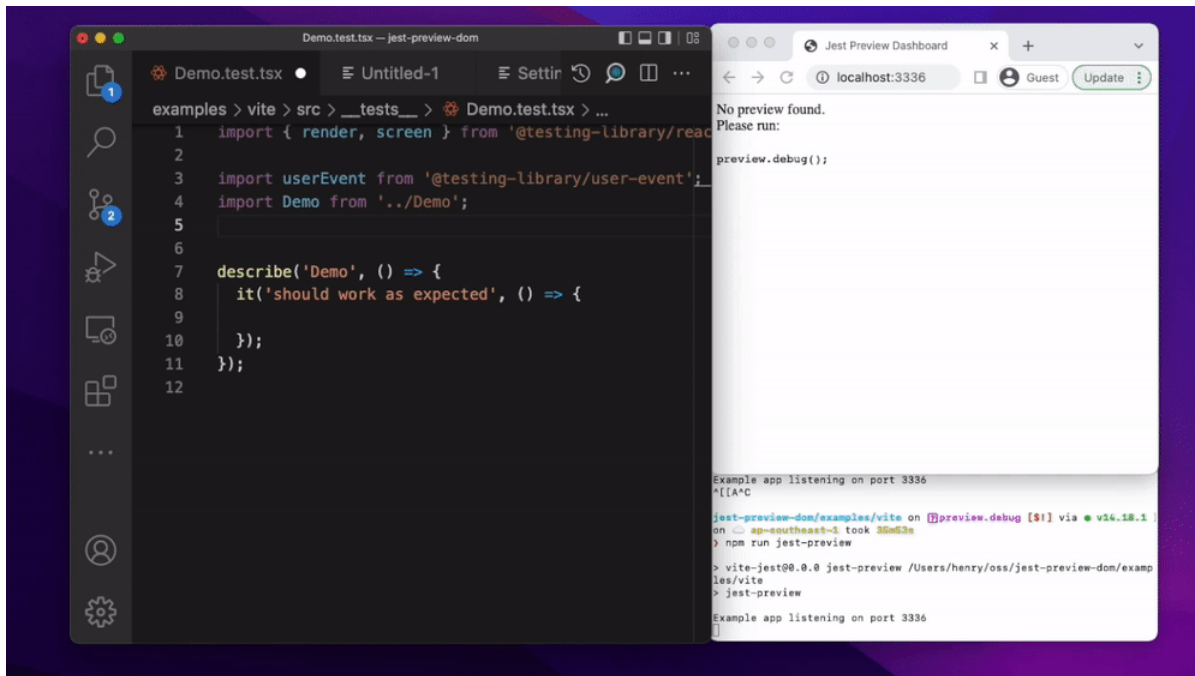 Demo.test.tsx — jest-preview-dom
Demo.test.tsx
Untitled-1
Settin
examples > vite > src > __tests__ > Demo.test.tsx > ...
1 import { render, screen } from '@testing-library/reac
2
3 import userEvent from '@testing-library/user-event';
4 import Demo from '../Demo';
5
6
7 describe('Demo', () => {
8 it('should work as expected', () => {
9
10 });
11 });
12
1
2
Jest Preview Dashboard
localhost:3336
Guest
Update
No preview found.
Please run:
preview.debug();
Example app listening on port 3336
^[[A^C
jest-preview-dom/examples/vite on preview.debug [$!] via v14.18.1
on ap-southeast-1 took 35m53s
> npm run jest-preview
> vite-jest@0.0.0 jest-preview /Users/henry/oss/jest-preview-dom/examp
les/vite
> jest-preview
Example app listening on port 3336